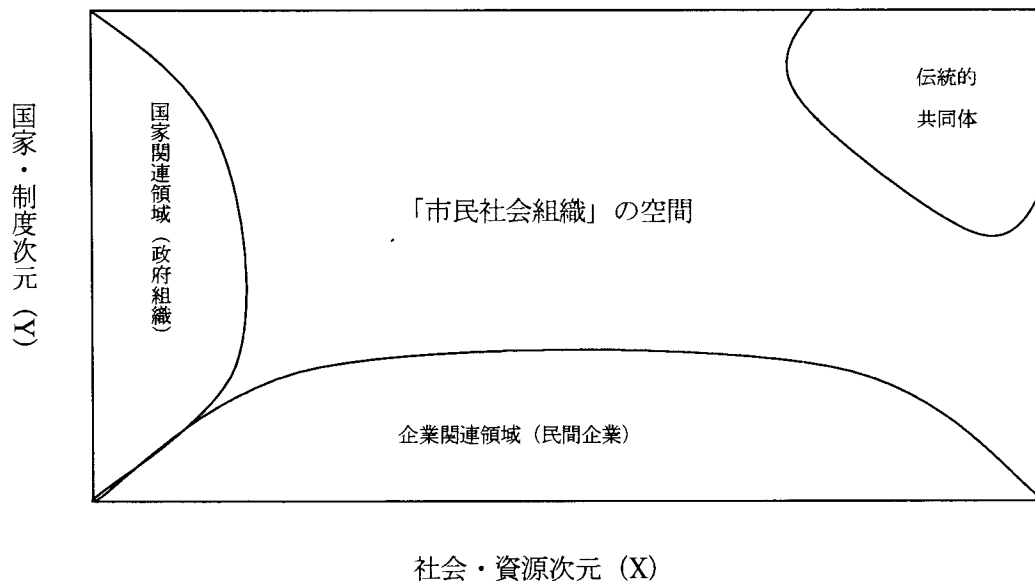 国家・制度次元（Y）
国家関連領域（政府組織）
「市民社会組織」の空間
伝統的
共同体
企業関連領域（民間企業）
社会・資源次元（X）